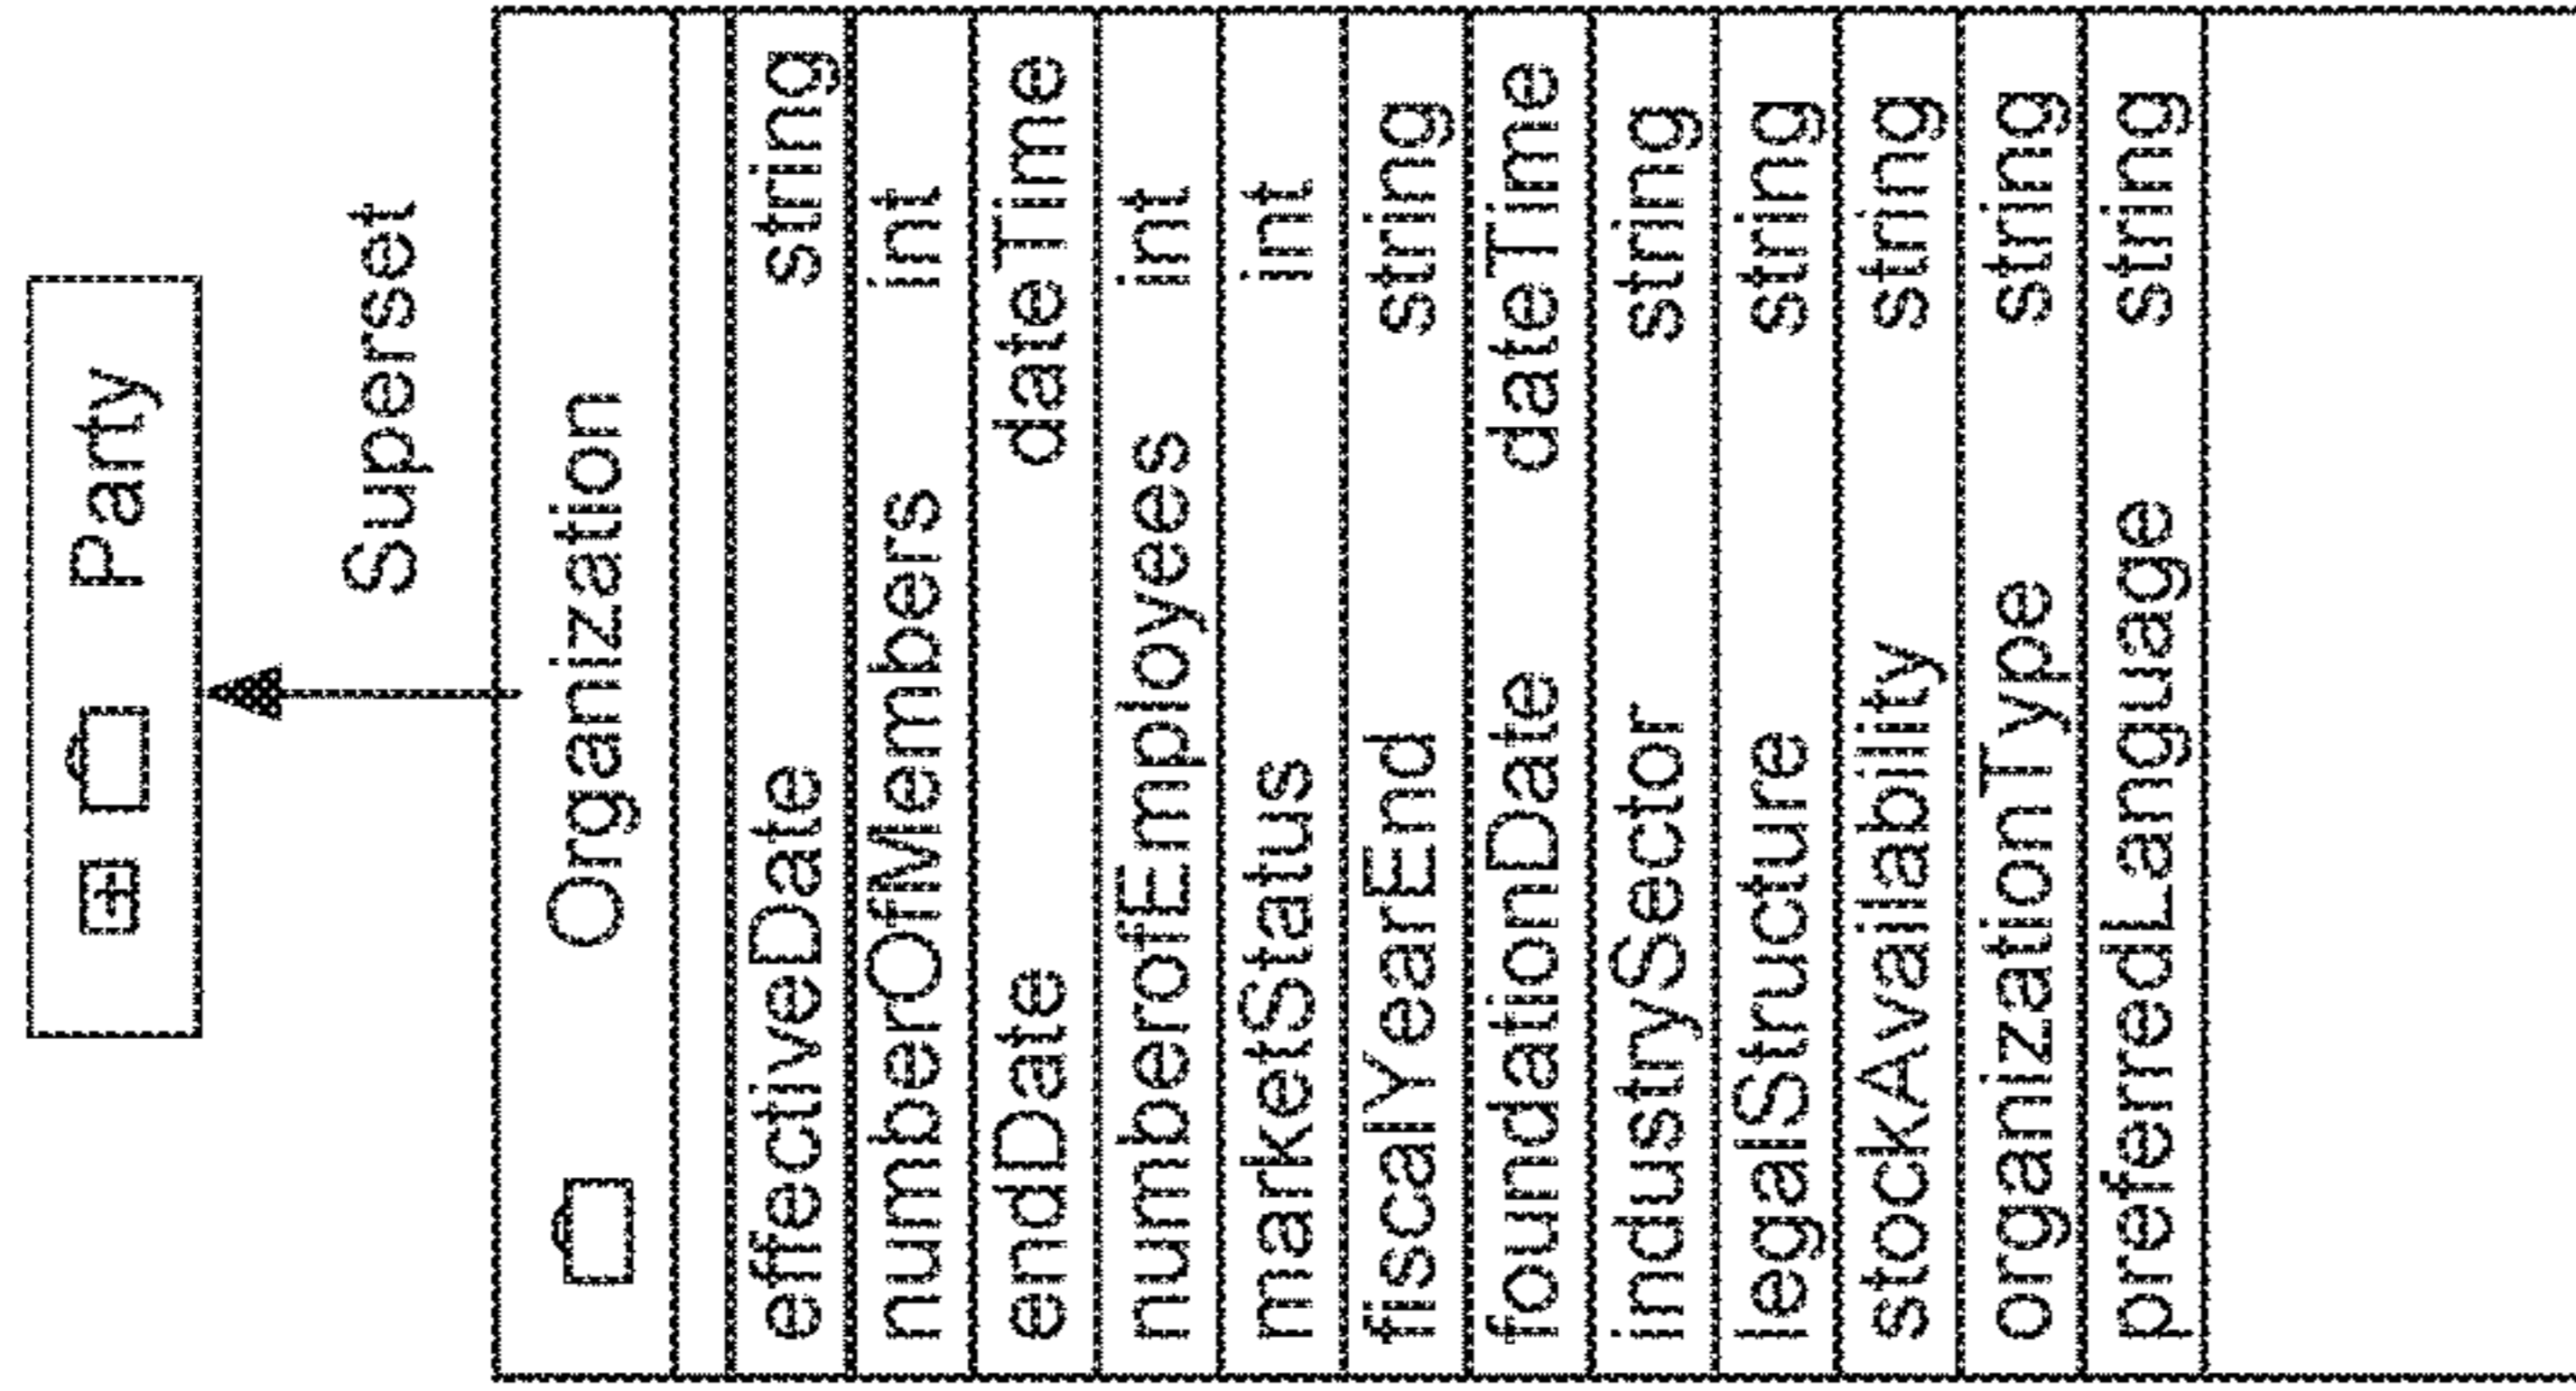 Party
Superset
Organization
effectiveDate string
numberOfMembers int
endDate dateTime
numberofEmployees int
marketStatus int
fiscalYearEnd string
foundationDate dateTime
industrySector string
legalStructure string
stockAvailability string
organizationType string
preferredLanguage string